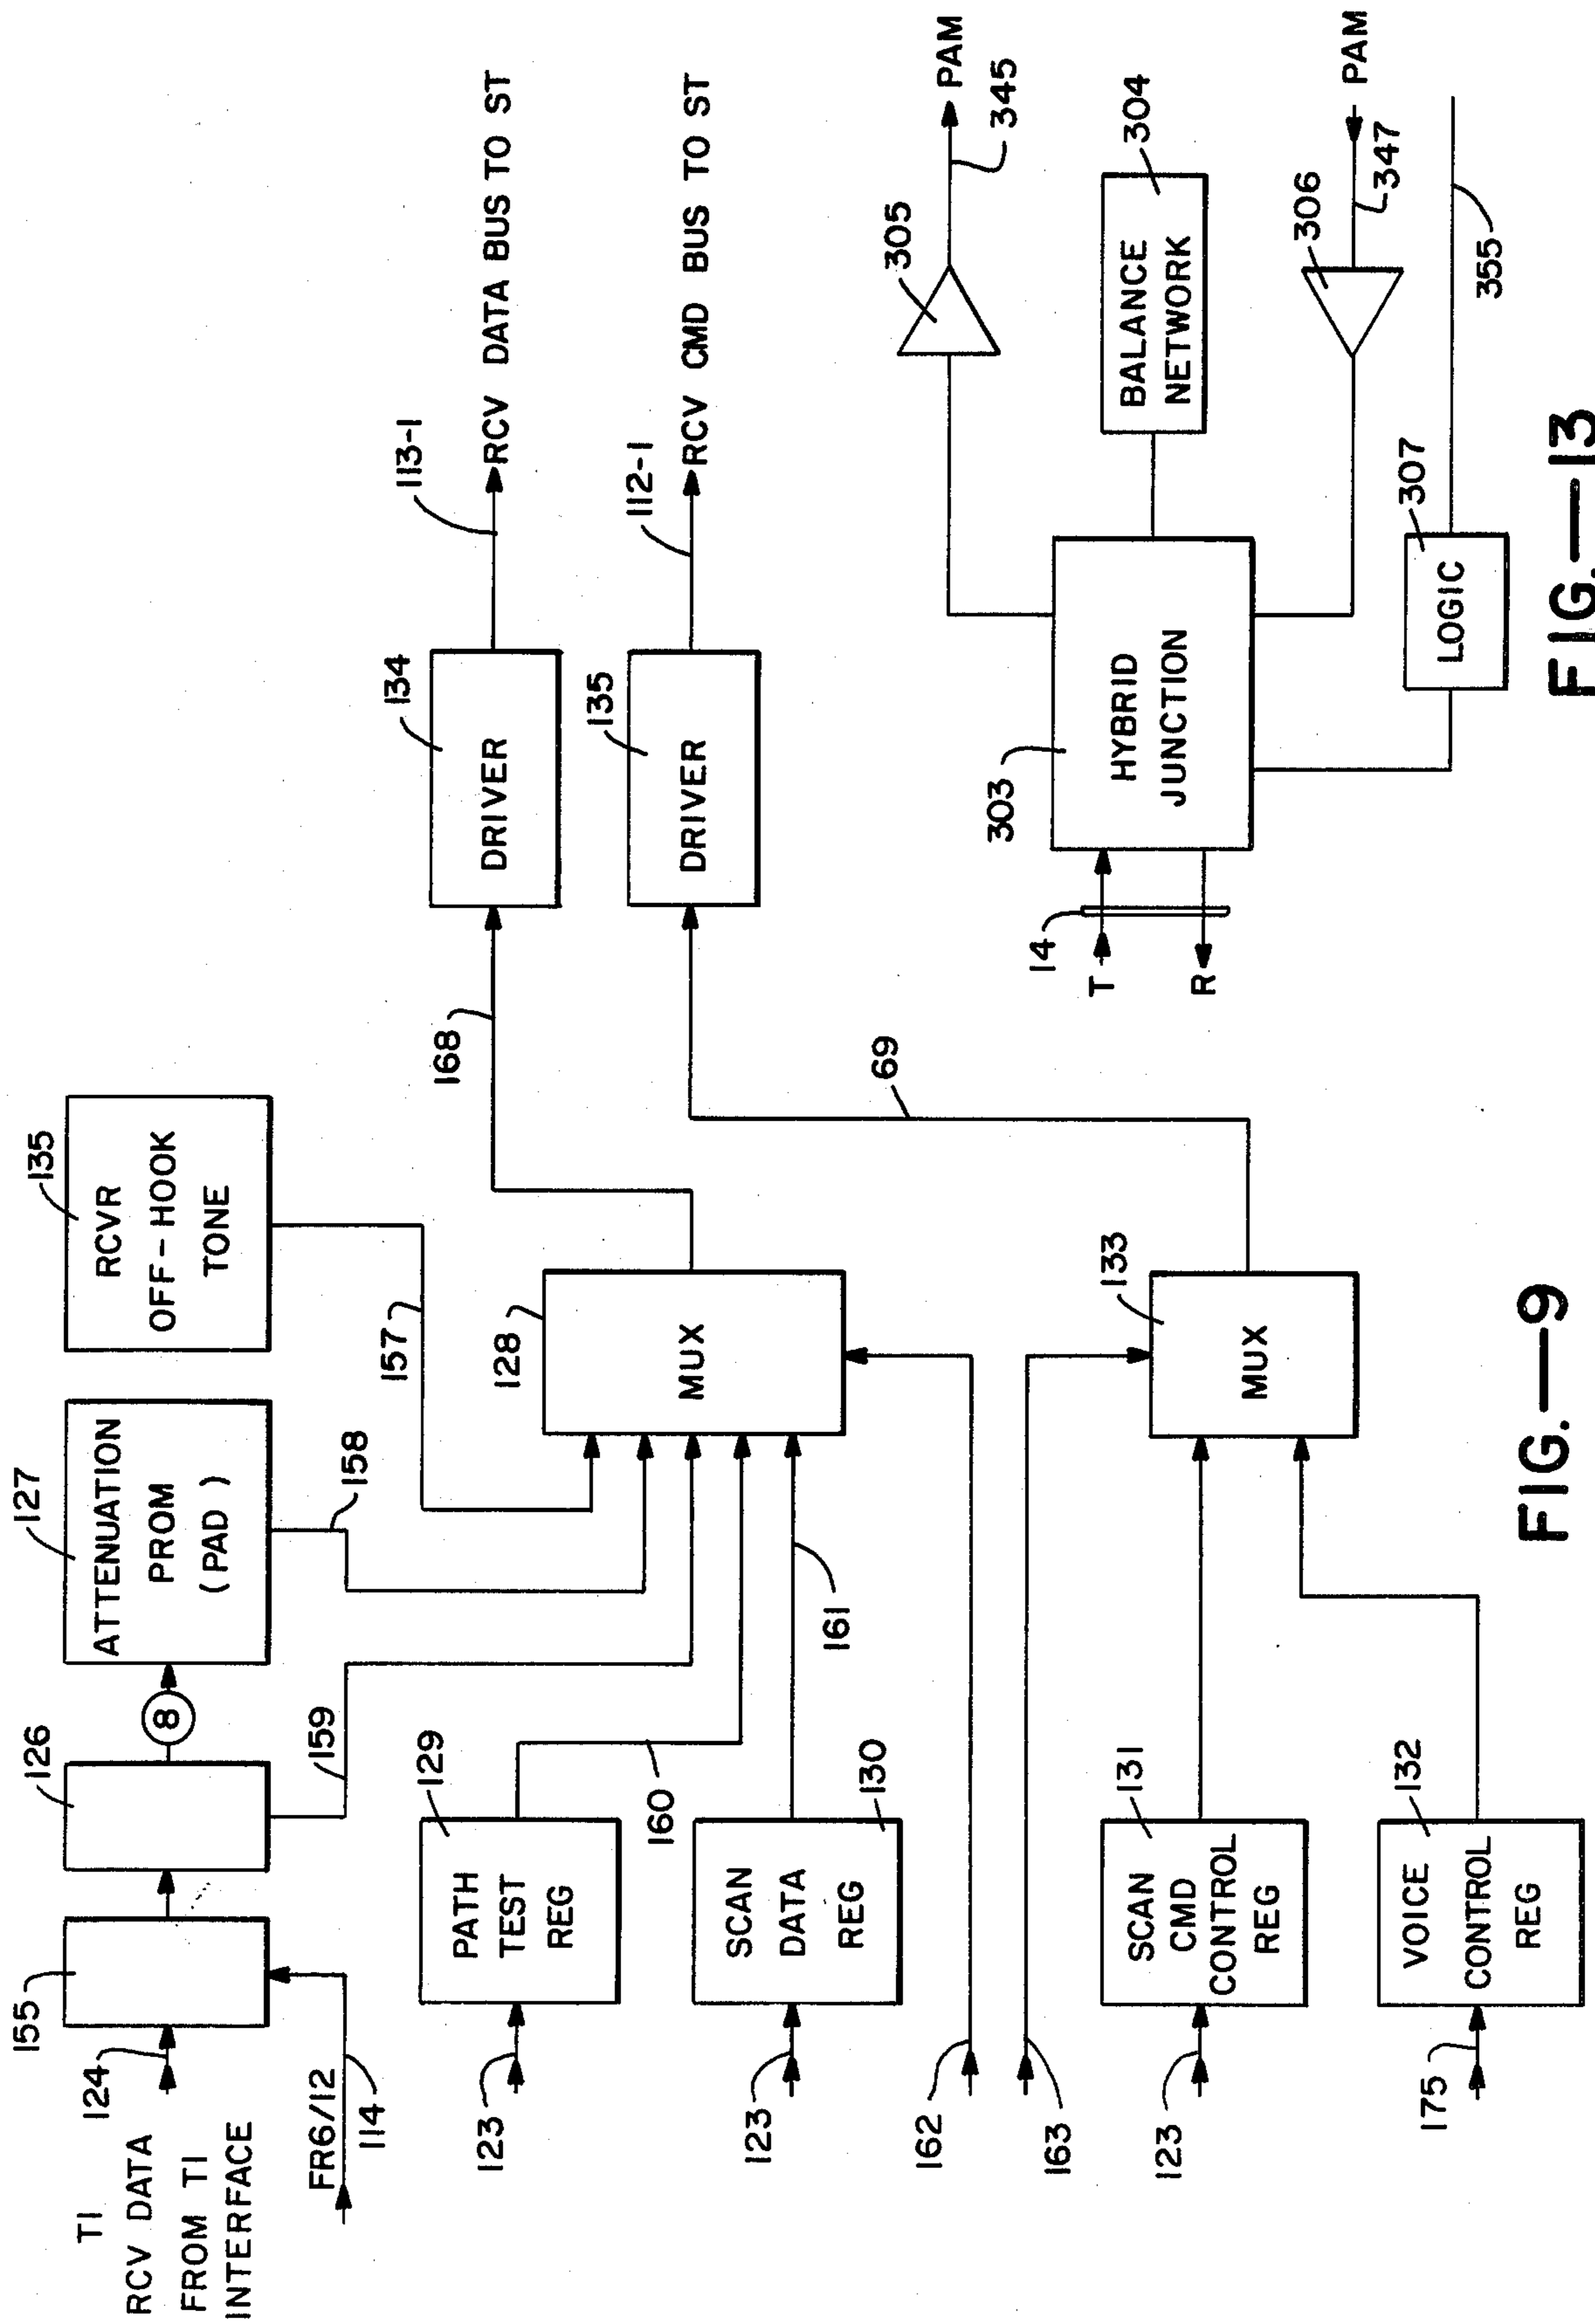 T1
RCV DATA
FROM T1
INTERFACE
124
155
FR6/12
114
126
8
159
127
ATTENUATION
PROM
(PAD)
158
135
RCVR
OFF-HOOK
TONE
157
123
129
PATH
TEST
REG
160
123
130
SCAN
DATA
REG
161
128
MUX
162
163
168
134
DRIVER
113-1
RCV DATA BUS TO ST
123
131
SCAN
CMD
CONTROL
REG
175
132
VOICE
CONTROL
REG
133
MUX
69
135
DRIVER
112-1
RCV CMD BUS TO ST
FIG.—9
T
R
14
303
HYBRID
JUNCTION
305
PAM
345
304
BALANCE
NETWORK
306
PAM
347
307
LOGIC
355
FIG.—13